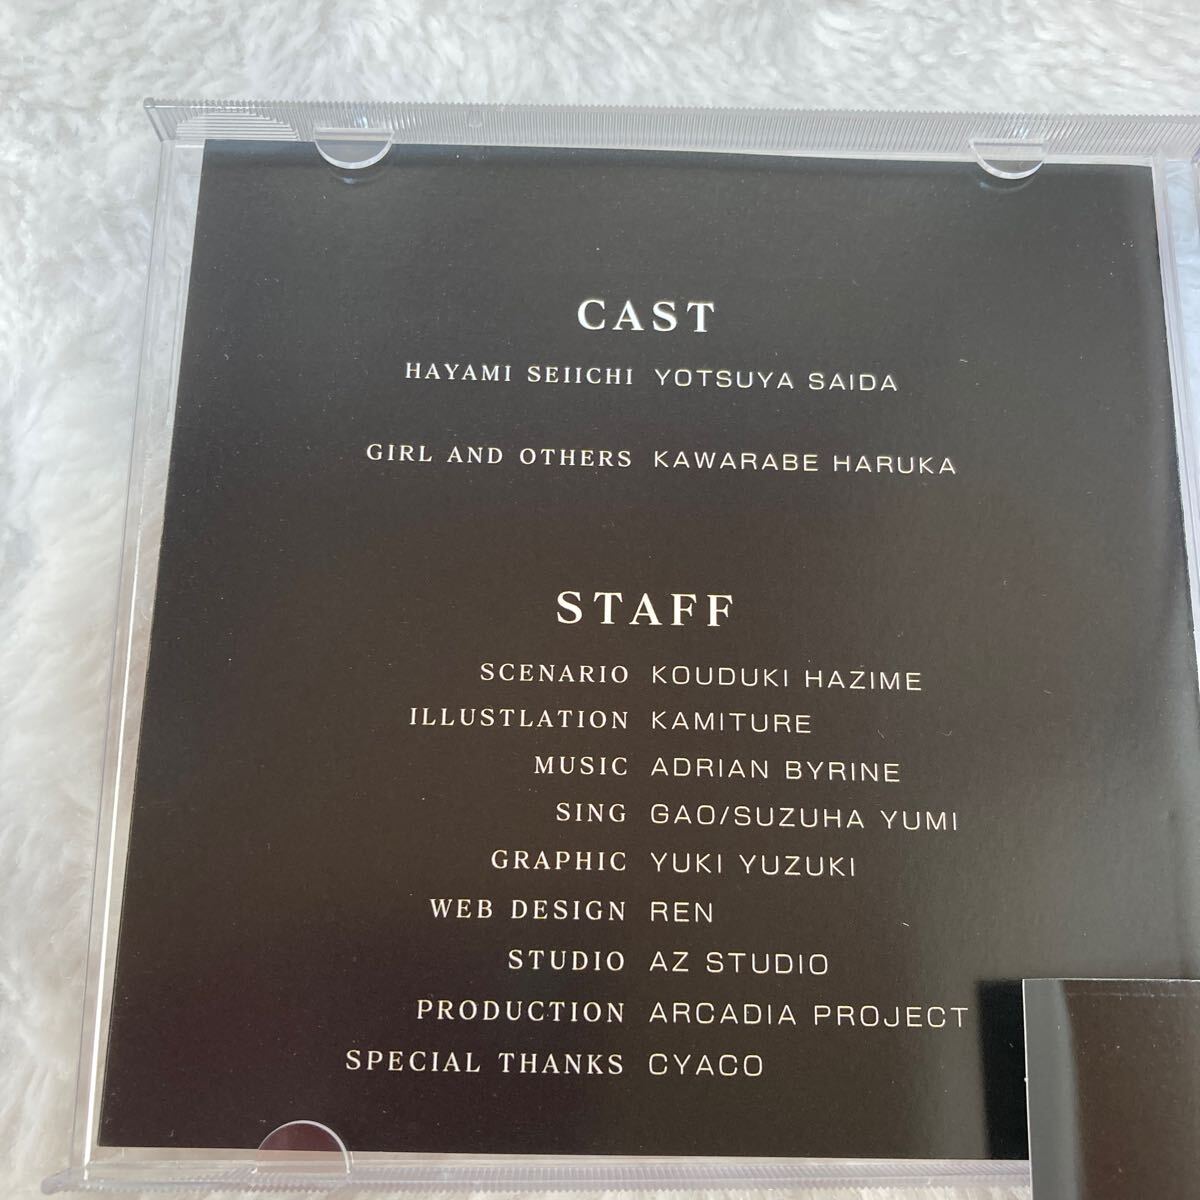 CAST
HAYAMI SEIICHI YOTSUYA SAIDA
GIRL AND OTHERS KAWARABE HARUKA
STAFF
SCENARIO KOUDUKI HAZIME
ILLUSTLATION KAMITURE
MUSIC ADRIAN BYRINE
SING GAO/SUZUHA YUMI
GRAPHIC YUKI YUZUKI
WEB DESIGN REN
STUDIO AZ STUDIO
PRODUCTION ARCADIA PROJECT
SPECIAL THANKS CYACO